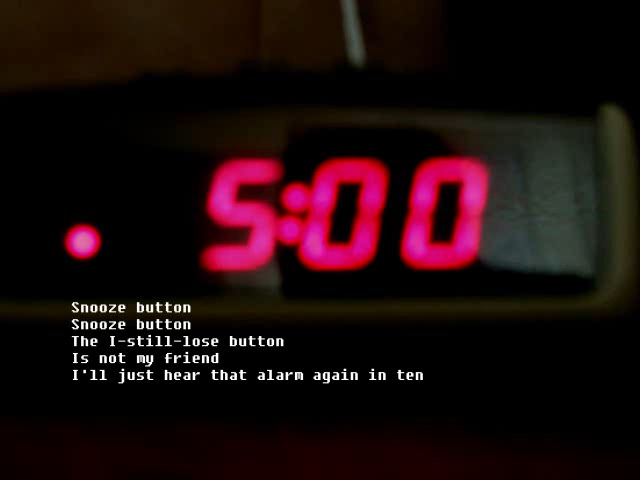 5:00
Snooze button
Snooze button
The I-still-lose button
Is not my friend
I'll just hear that alarm again in ten